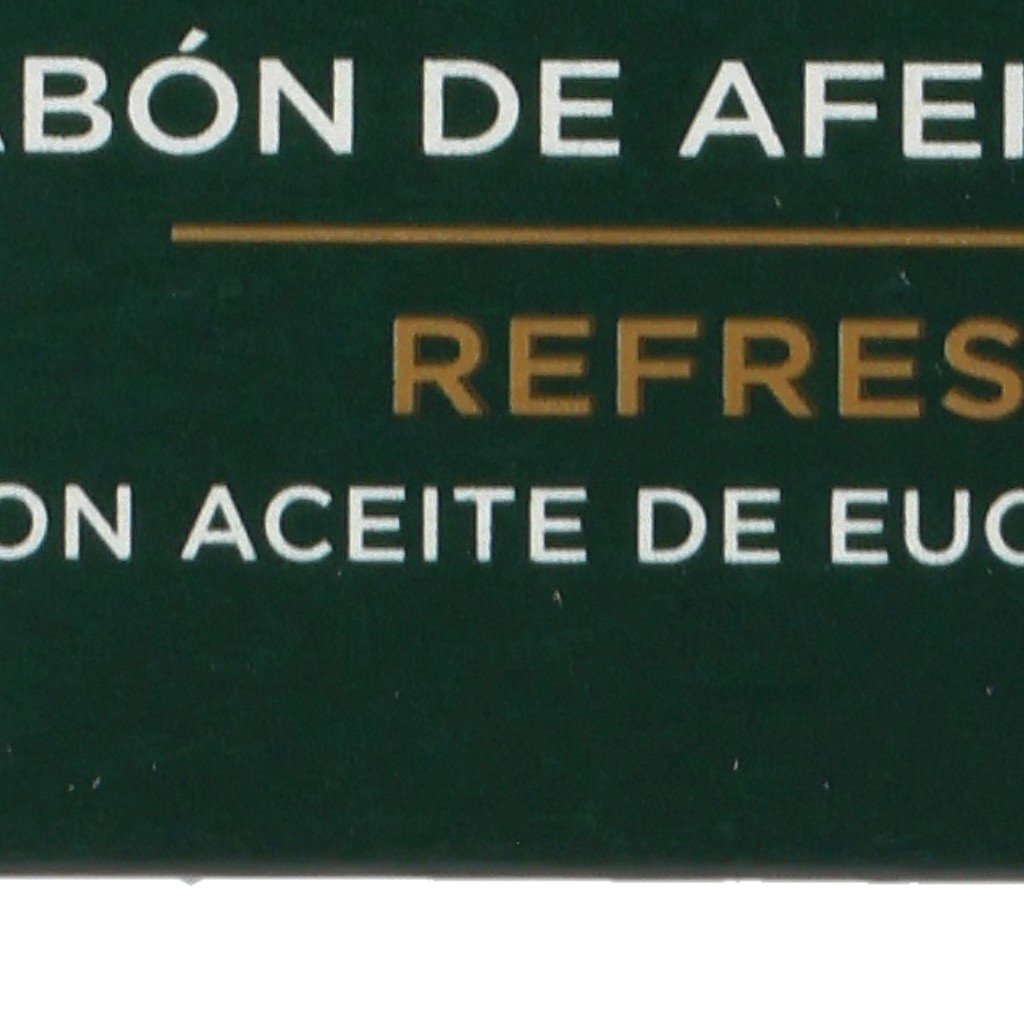 ABÓN DE AFEI
REFRES
ON ACEITE DE EUC